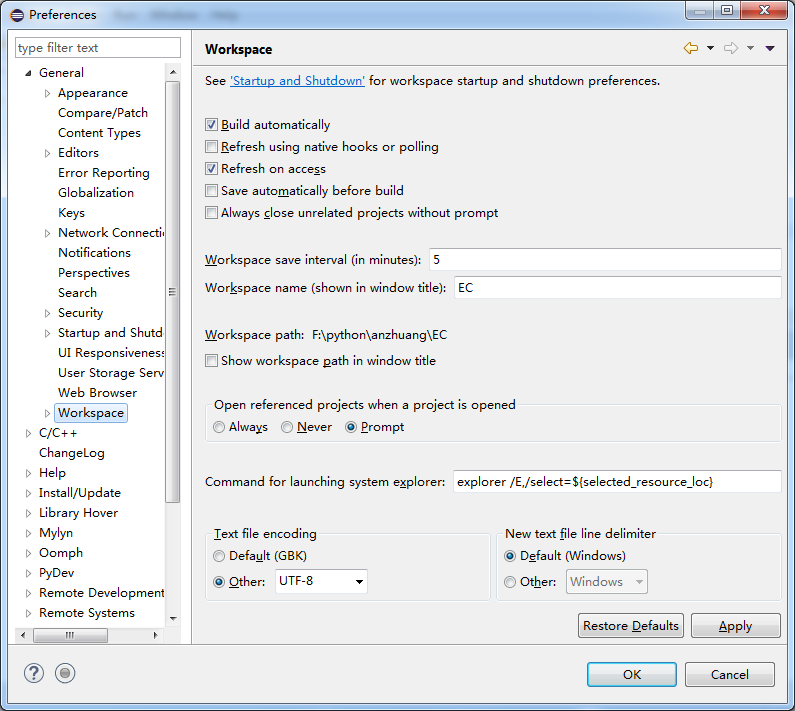 Preferences
type filter text
General
Appearance
Compare/Patch
Content Types
Editors
Error Reporting
Globalization
Keys
Network Connecti
Notifications
Perspectives
Search
Security
Startup and Shutd
UI Responsiveness
User Storage Serv
Web Browser
Workspace
C/C++
ChangeLog
Help
Install/Update
Library Hover
Mylyn
Oomph
PyDev
Remote Development
Remote Systems
Workspace
See 'Startup and Shutdown' for workspace startup and shutdown preferences.
Build automatically
Refresh using native hooks or polling
Refresh on access
Save automatically before build
Always close unrelated projects without prompt
Workspace save interval (in minutes): 5
Workspace name (shown in window title): EC
Workspace path: F:\python\anzhuang\EC
Show workspace path in window title
Open referenced projects when a project is opened
Always Never Prompt
Command for launching system explorer: explorer /E,/select=${selected_resource_loc}
Text file encoding
Default (GBK)
Other: UTF-8
New text file line delimiter
Default (Windows)
Other: Windows
Restore Defaults Apply
OK Cancel